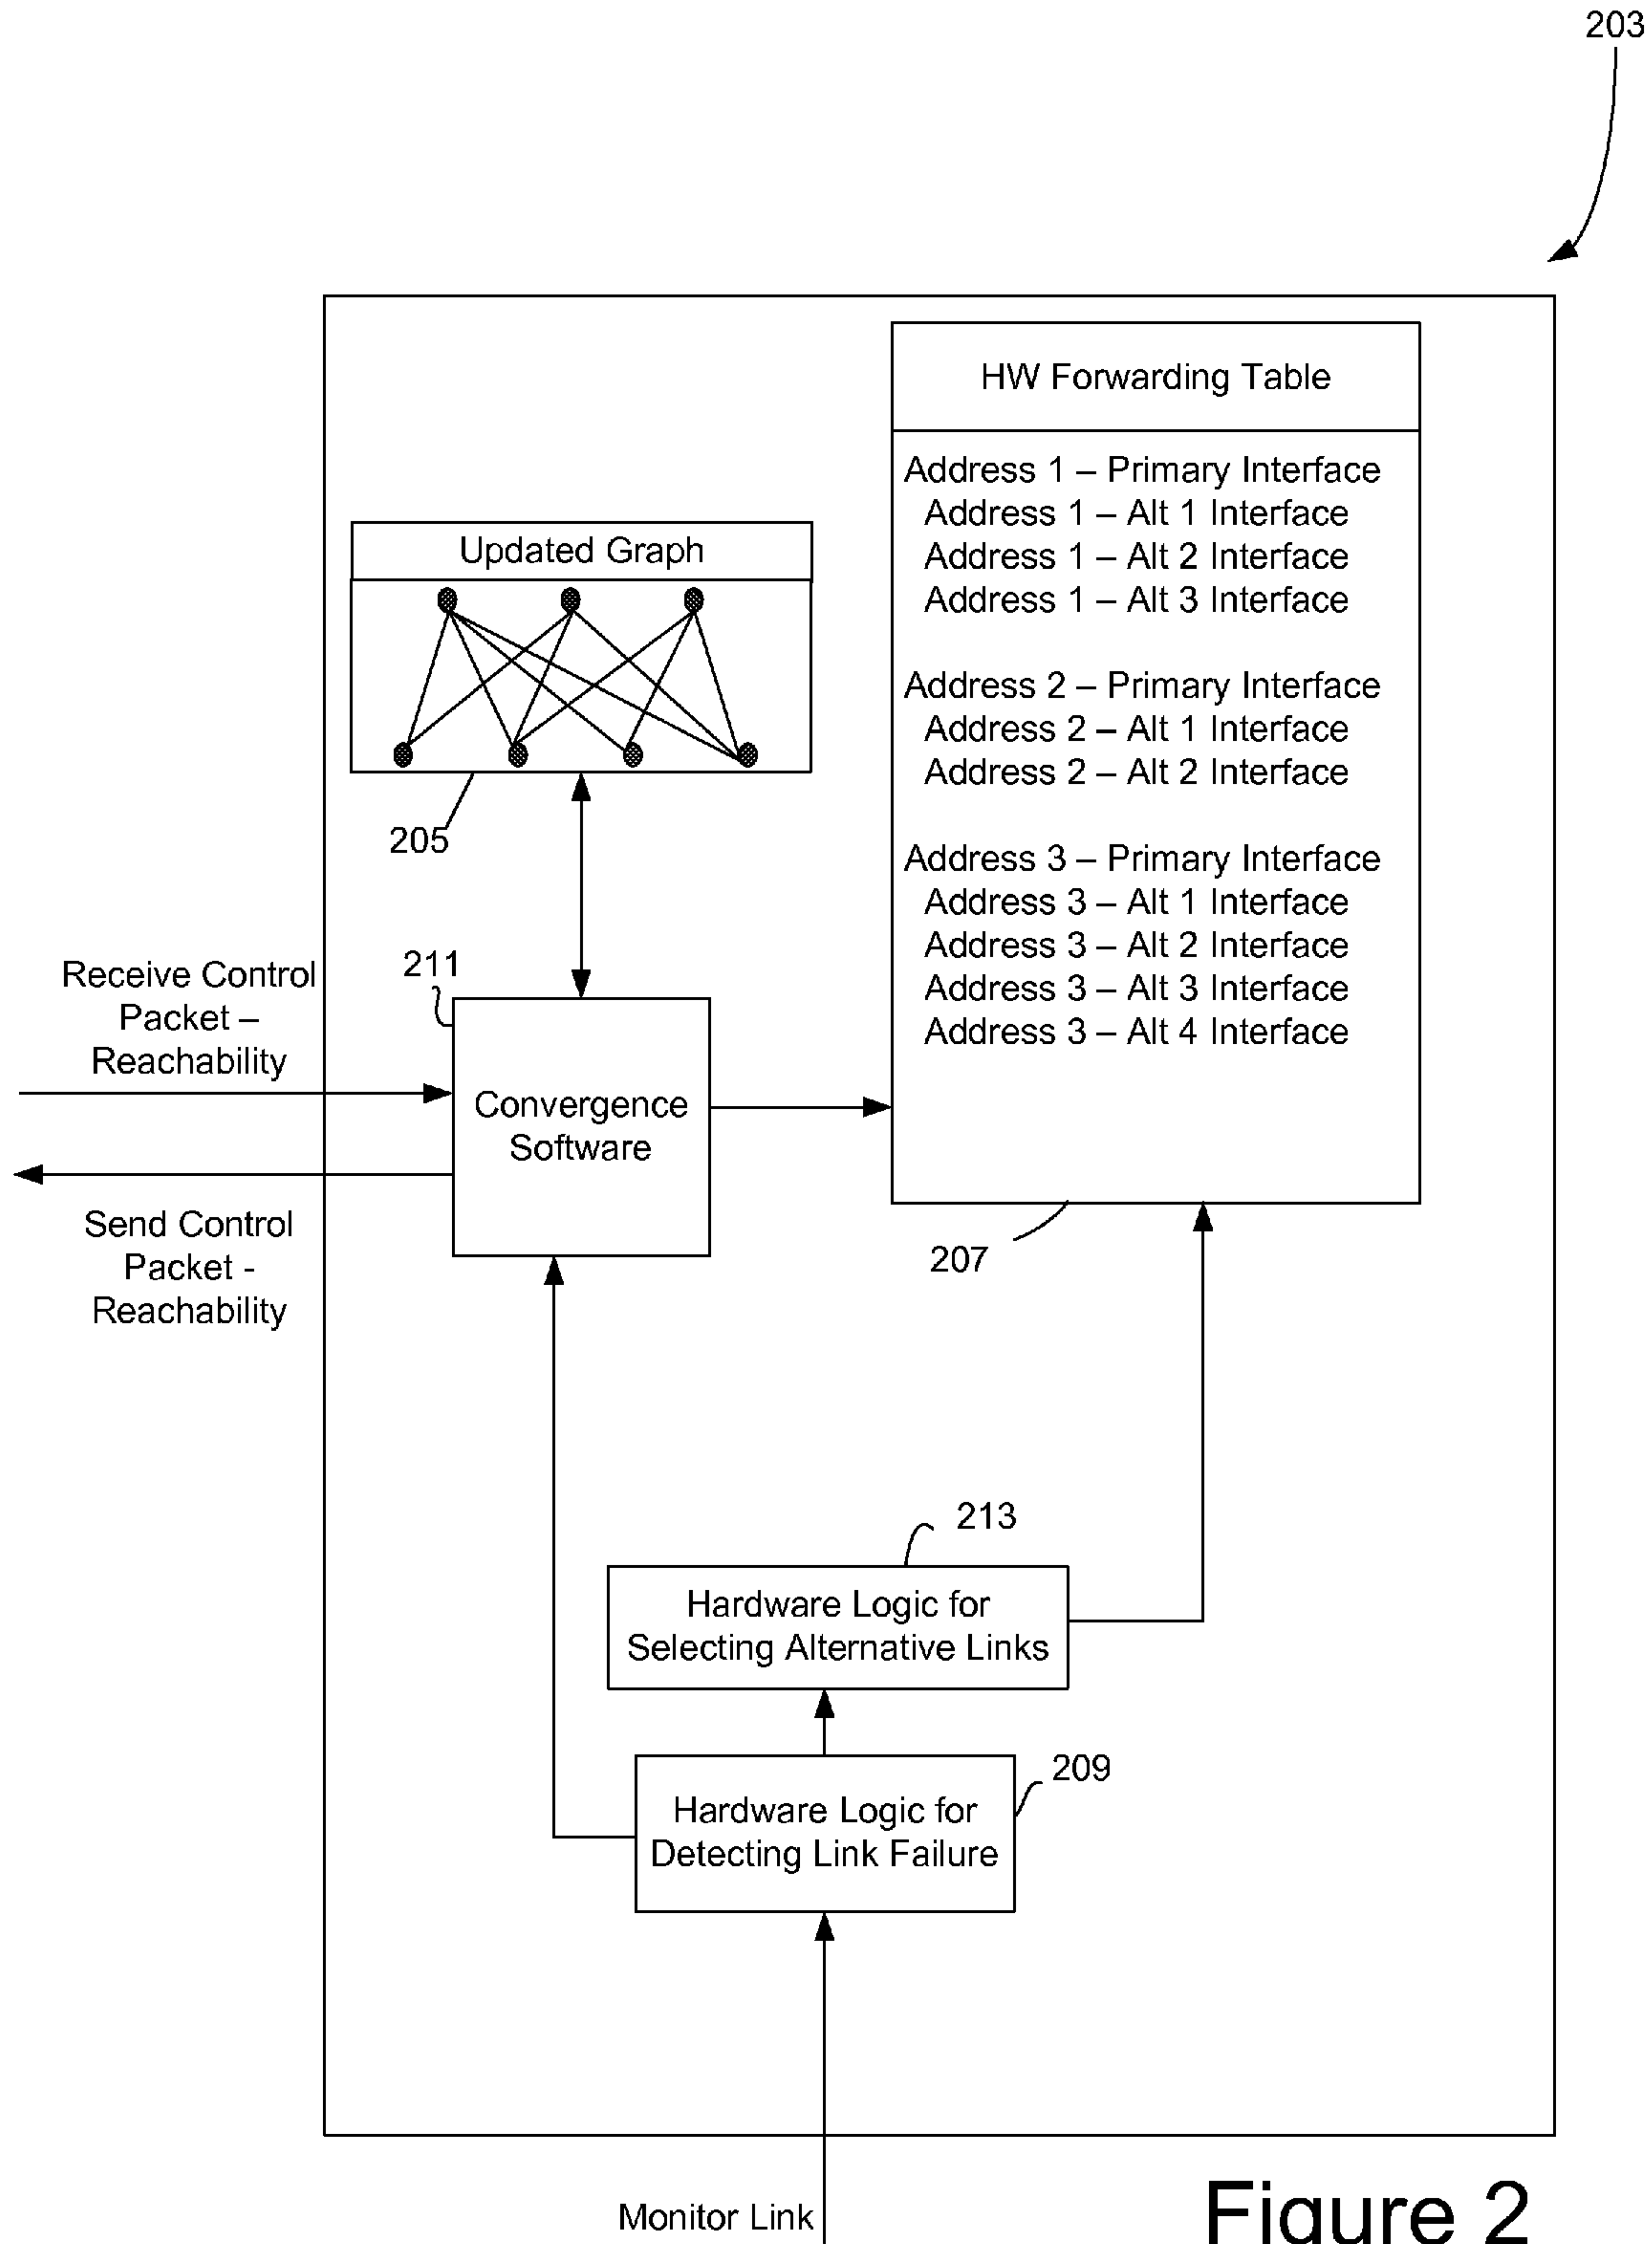 203
HW Forwarding Table
Address 1 – Primary Interface
Address 1 – Alt 1 Interface
Address 1 – Alt 2 Interface
Address 1 – Alt 3 Interface
Address 2 – Primary Interface
Address 2 – Alt 1 Interface
Address 2 – Alt 2 Interface
Address 3 – Primary Interface
Address 3 – Alt 1 Interface
Address 3 – Alt 2 Interface
Address 3 – Alt 3 Interface
Address 3 – Alt 4 Interface
207
Updated Graph
205
211
Receive Control
Packet –
Reachability
Convergence
Software
Send Control
Packet -
Reachability
213
Hardware Logic for
Selecting Alternative Links
209
Hardware Logic for
Detecting Link Failure
Monitor Link
Figure 2